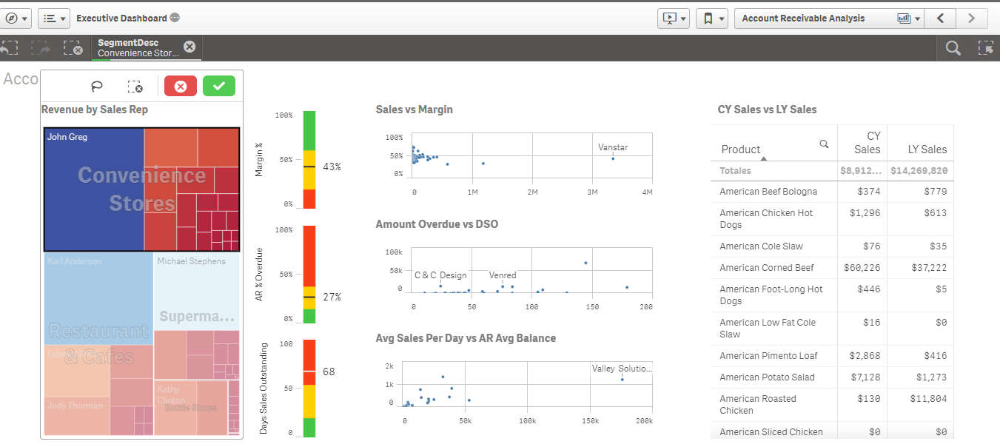 Executive Dashboard
Account Receivable Analysis
SegmentDesc
Convenience Stor...
Acco
Revenue by Sales Rep
John Greg
Convenience
Stores
Karl Anderson
Michael Stephens
Superma...
Restaurant
& Cafes
Judy Thurman
Kathy
Clinton
Bottle Shops
Margin %
100%
50%
0%
43%
AR % Overdue
100%
50%
0%
27%
Days Sales Outstanding
100
50
0
68
Sales vs Margin
100%
50%
0%
Vanstar
0 1M 2M 3M 4M
Amount Overdue vs DSO
100k
50k
0
C & C Design Venred
0 50 100 150 200
Avg Sales Per Day vs AR Avg Balance
2k
1k
0
Valley Solutio...
0 50k 100k 150k 200k
CY Sales vs LY Sales
Product CY Sales LY Sales
Totales $8,912... $14,269,820
American Beef Bologna $374 $779
American Chicken Hot Dogs $1,296 $613
American Cole Slaw $76 $35
American Corned Beef $60,226 $37,222
American Foot-Long Hot Dogs $446 $5
American Low Fat Cole Slaw $16 $0
American Pimento Loaf $2,868 $416
American Potato Salad $7,128 $1,273
American Roasted Chicken $130 $11,804
American Sliced Chicken $0 $0